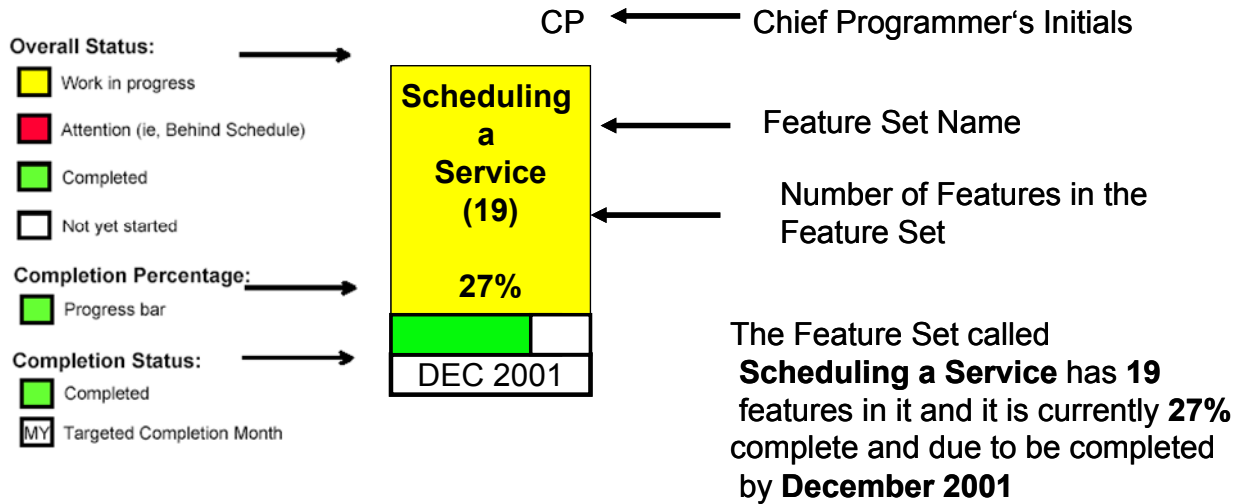 CP
Chief Programmer‘s Initials
Overall Status:
Work in progress
Attention (ie, Behind Schedule)
Completed
Not yet started
Completion Percentage:
Progress bar
Completion Status:
Completed
MY Targeted Completion Month
Scheduling
a
Service
(19)
27%
DEC 2001
Feature Set Name
Number of Features in the
Feature Set
The Feature Set called
Scheduling a Service has 19
features in it and it is currently 27%
complete and due to be completed
by December 2001